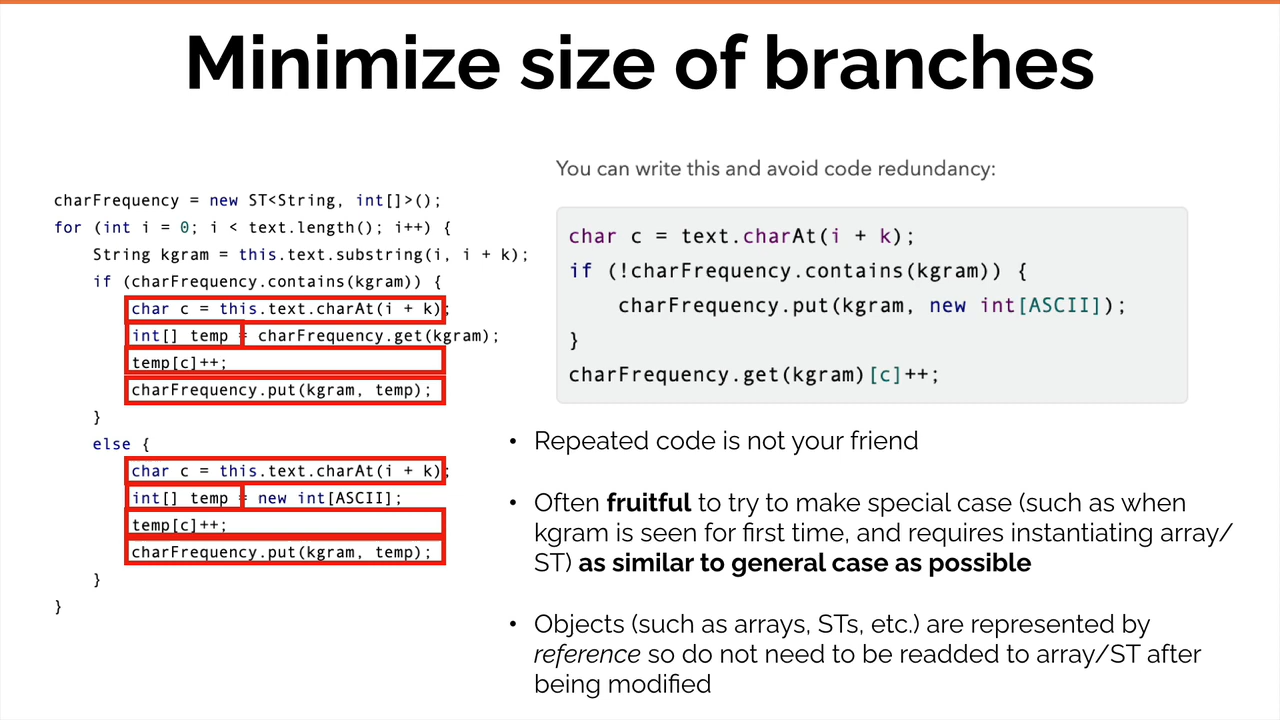 Minimize size of branches
charFrequency = new ST<String, int[]>();
for (int i = 0; i < text.length(); i++) {
String kgram = this.text.substring(i, i + k);
if (charFrequency.contains(kgram)) {
char c = this.text.charAt(i + k);
int[] temp = charFrequency.get(kgram);
temp[c]++;
charFrequency.put(kgram, temp);
}
else {
char c = this.text.charAt(i + k);
int[] temp = new int[ASCII];
temp[c]++;
charFrequency.put(kgram, temp);
}
}
You can write this and avoid code redundancy:
char c = text.charAt(i + k);
if (!charFrequency.contains(kgram)) {
charFrequency.put(kgram, new int[ASCII]);
}
charFrequency.get(kgram)[c]++;
• Repeated code is not your friend
• Often fruitful to try to make special case (such as when
kgram is seen for first time, and requires instantiating array/
ST) as similar to general case as possible
• Objects (such as arrays, STs, etc.) are represented by
reference so do not need to be readded to array/ST after
being modified